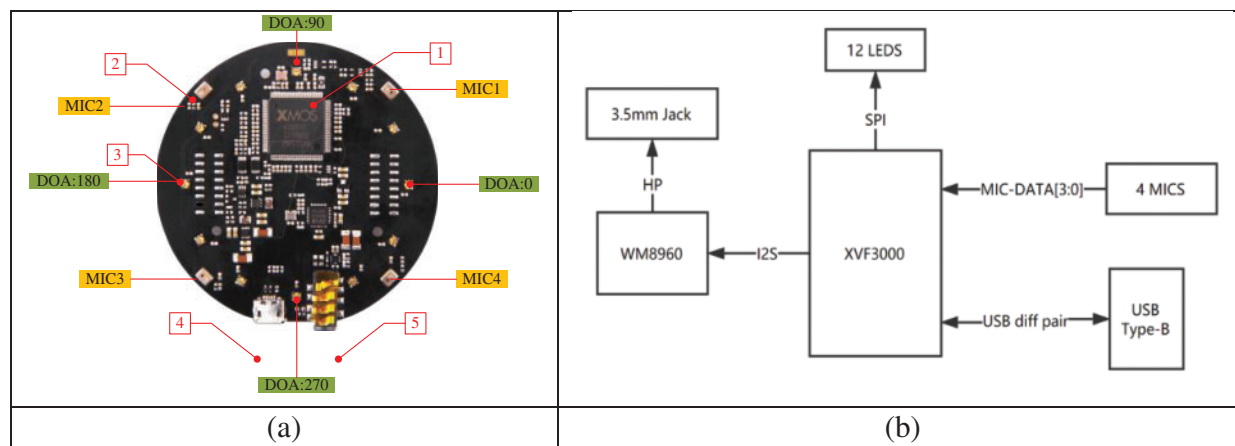 DOA:90
1
2
MIC2
MIC1
XMOS
3
DOA:180
DOA:0
MIC3
MIC4
4
5
DOA:270
12 LEDS
SPI
3.5mm Jack
HP
MIC-DATA[3:0]
4 MICS
WM8960
I2S
XVF3000
USB diff pair
USB
Type-B
(a)
(b)